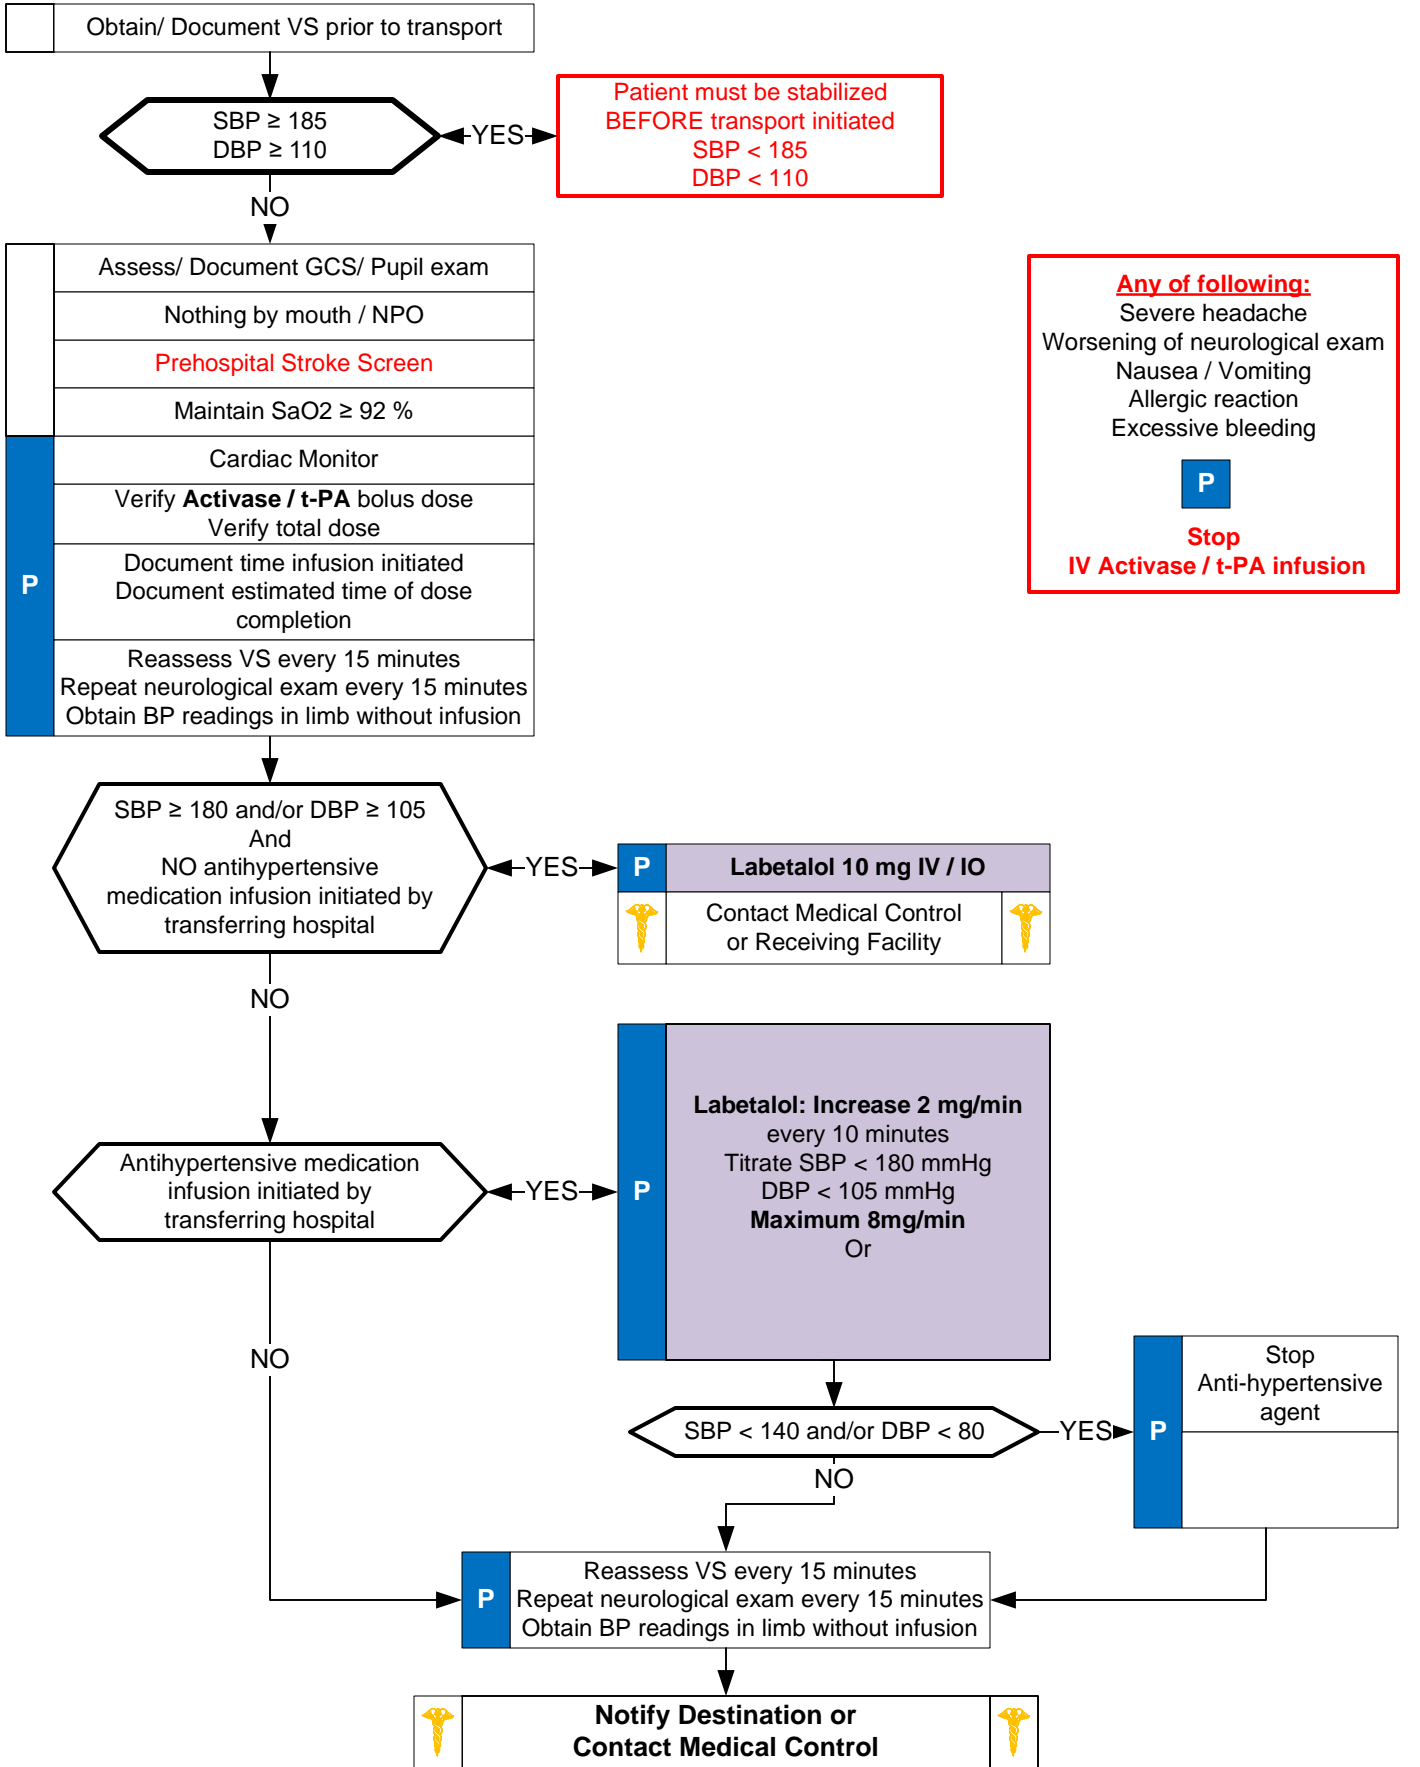 Obtain/ Document VS prior to transport
SBP ≥ 185
DBP ≥ 110
YES
Patient must be stabilized
BEFORE transport initiated
SBP < 185
DBP < 110
NO
Assess/ Document GCS/ Pupil exam
Nothing by mouth / NPO
Prehospital Stroke Screen
Maintain SaO2 ≥ 92 %
P
Cardiac Monitor
Verify Activase / t-PA bolus dose
Verify total dose
Document time infusion initiated
Document estimated time of dose
completion
Reassess VS every 15 minutes
Repeat neurological exam every 15 minutes
Obtain BP readings in limb without infusion
Any of following:
Severe headache
Worsening of neurological exam
Nausea / Vomiting
Allergic reaction
Excessive bleeding
P
Stop
IV Activase / t-PA infusion
SBP ≥ 180 and/or DBP ≥ 105
And
NO antihypertensive
medication infusion initiated by
transferring hospital
YES
P
Labetalol 10 mg IV / IO
Contact Medical Control
or Receiving Facility
NO
Antihypertensive medication
infusion initiated by
transferring hospital
YES
P
Labetalol: Increase 2 mg/min
every 10 minutes
Titrate SBP < 180 mmHg
DBP < 105 mmHg
Maximum 8mg/min
Or
NO
SBP < 140 and/or DBP < 80
YES
P
Stop
Anti-hypertensive
agent
NO
P
Reassess VS every 15 minutes
Repeat neurological exam every 15 minutes
Obtain BP readings in limb without infusion
Notify Destination or
Contact Medical Control